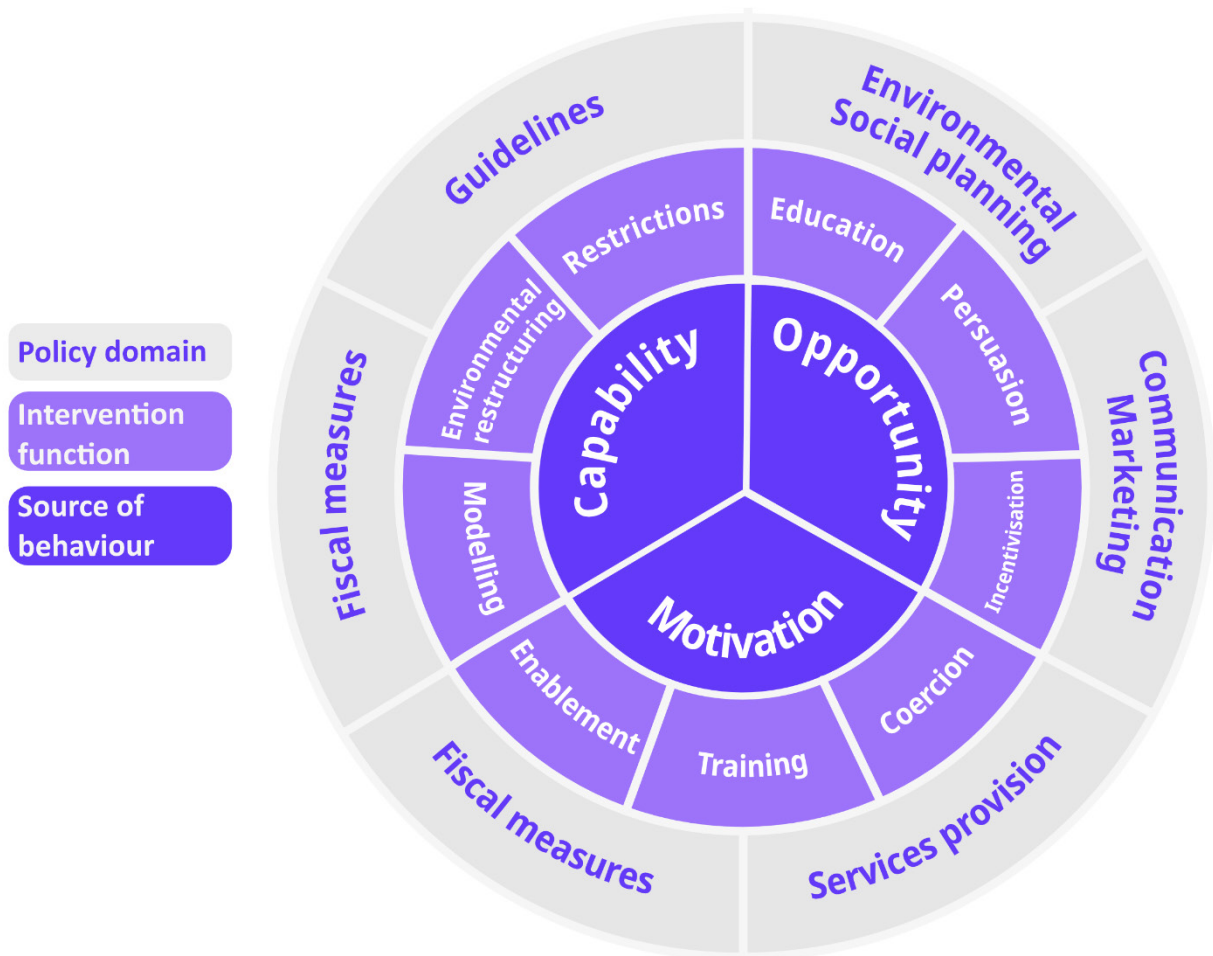 Policy domain
Intervention
function
Source of
behaviour
Guidelines
Environmental
Social planning
Communication
Marketing
Services provision
Fiscal measures
Fiscal measures
Restrictions
Education
Persuasion
Incentivisation
Coercion
Training
Enablement
Modelling
Environmental
restructuring
Capability
Opportunity
Motivation